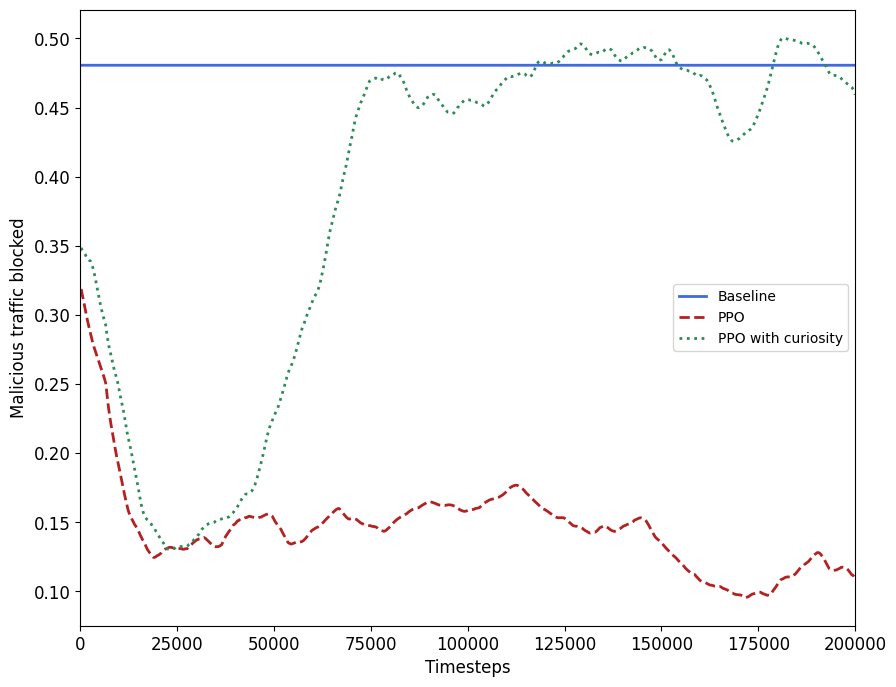 0.50
0.45
0.40
0.35
0.30
0.25
0.20
0.15
0.10
Malicious traffic blocked
Baseline
PPO
PPO with curiosity
0 25000 50000 75000 100000 125000 150000 175000 200000
Timesteps